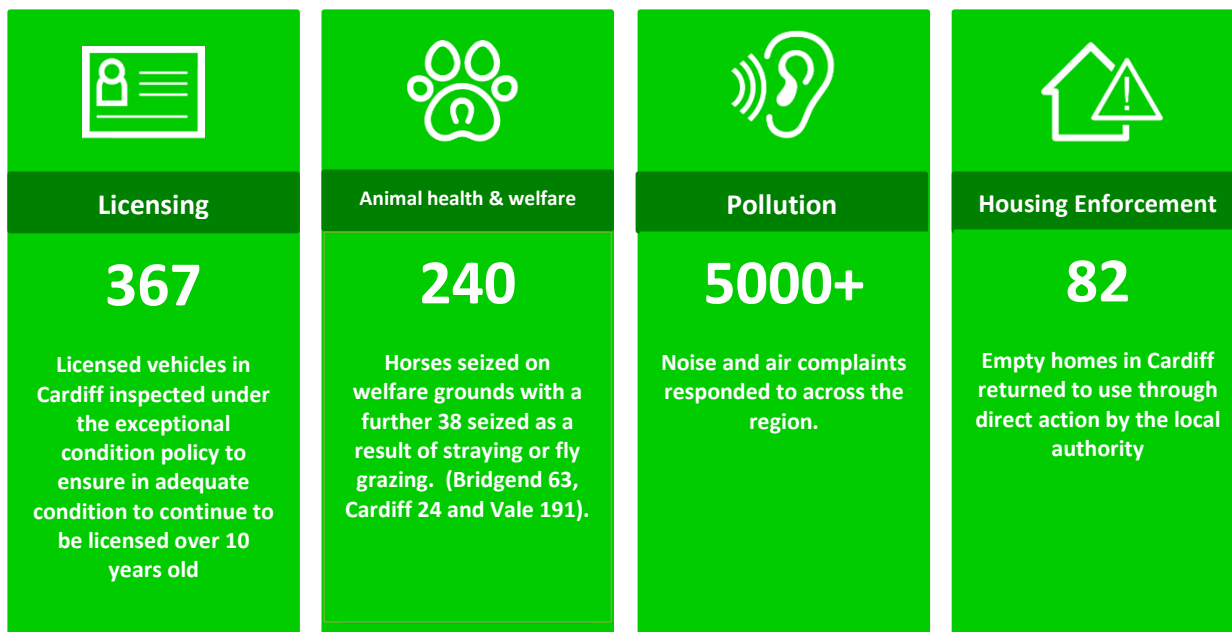 Licensing
367
Licensed vehicles in
Cardiff inspected under
the exceptional
condition policy to
ensure in adequate
condition to continue to
be licensed over 10
years old
Animal health & welfare
240
Horses seized on
welfare grounds with a
further 38 seized as a
result of straying or fly
grazing.  (Bridgend 63,
Cardiff 24 and Vale 191).
Pollution
5000+
Noise and air complaints
responded to across the
region.
Housing Enforcement
82
Empty homes in Cardiff
returned to use through
direct action by the local
authority